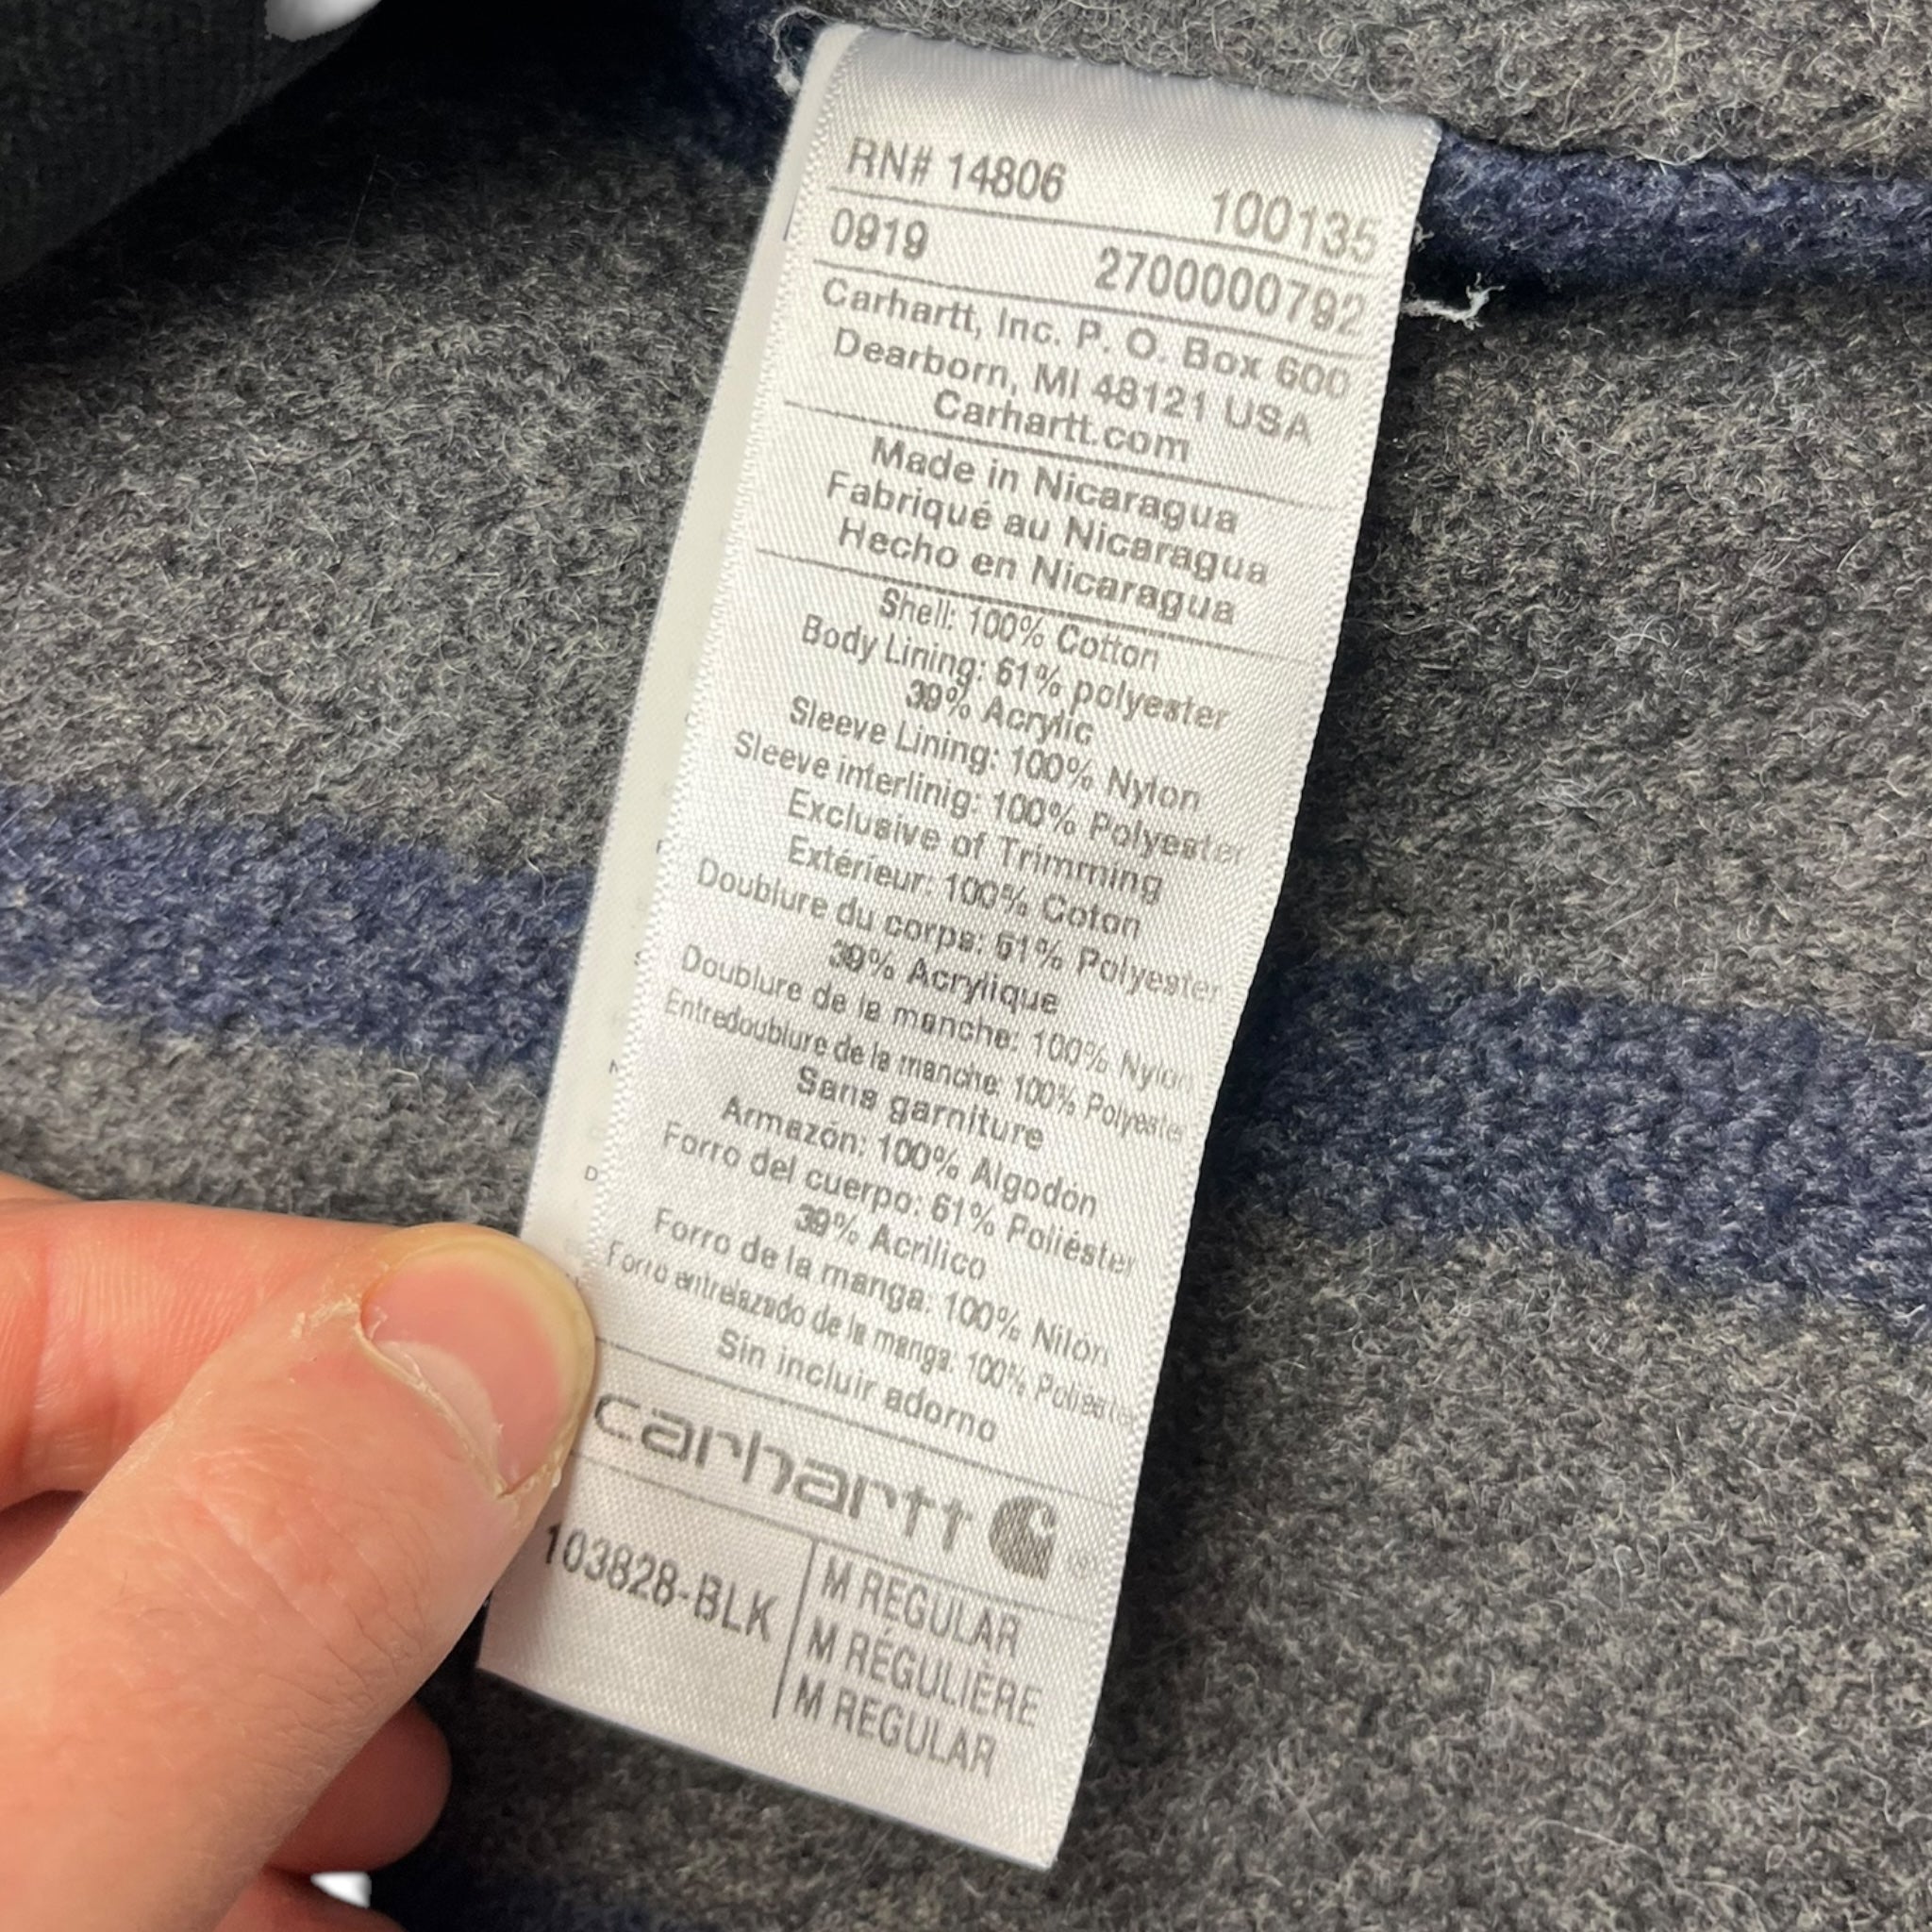 RN# 14806 100135
0919 2700000792
Carhartt, Inc. P. O. Box 600
Dearborn, MI 48121 USA
Carhartt.com
Made in Nicaragua
Fabriqué au Nicaragua
Hecho en Nicaragua
Shell: 100% Cotton
Body Lining: 61% polyester
39% Acrylic
Sleeve Lining: 100% Nylon
Sleeve interlinig: 100% Polyester
Exclusive of Trimming
Extérieur: 100% Coton
Doublure du corps: 61% Polyester
39% Acrylique
Doublure de la manche: 100% Nylon
Entredoublure de la manche: 100% Polyester
Sans garniture
Armazón: 100% Algodón
Forro del cuerpo: 61% Poliéster
39% Acrílico
Forro de la manga: 100% Nilón
Forro entrelazado de la manga: 100% Poliester
Sin incluir adorno
carhartt
103828-BLK
M REGULAR
M RÉGULIÈRE
M REGULAR